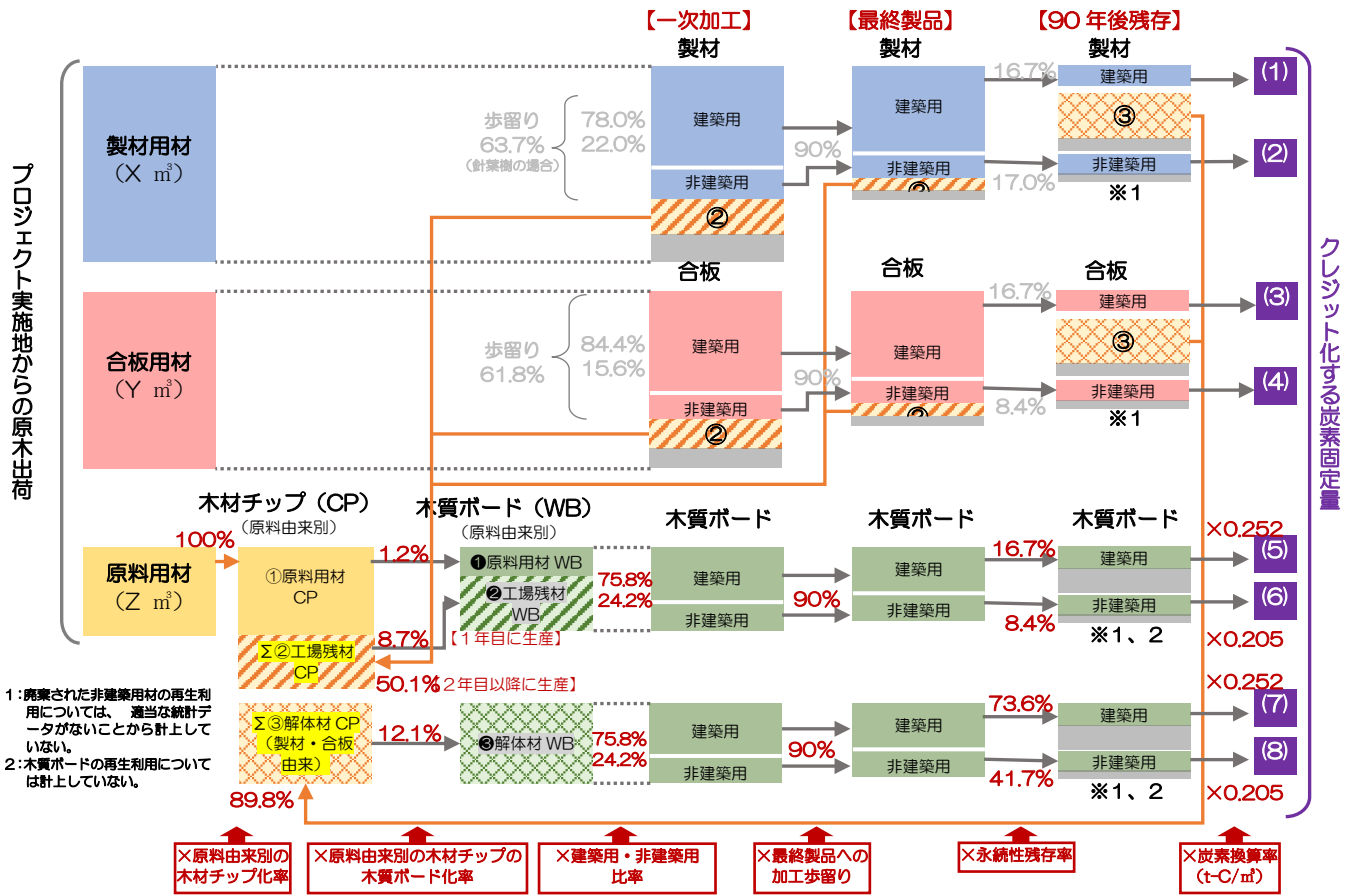 【一次加工】
【最終製品】
【90 年後残存】
製材
製材
製材
プロジェクト実施地からの原木出荷
製材用材
(X ㎥)
歩留り
63.7%
(針葉樹の場合)
78.0%
22.0%
建築用
非建築用
②
90%
建築用
非建築用
②
16.7%
17.0%
建築用
③
非建築用
※1
(1)
(2)
合板
合板
合板
合板用材
(Y ㎥)
歩留り
61.8%
84.4%
15.6%
建築用
非建築用
②
90%
建築用
非建築用
②
16.7%
8.4%
建築用
③
非建築用
※1
(3)
(4)
クレジット化する炭素固定量
木材チップ(CP)
(原料由来別)
木質ボード(WB)
(原料由来別)
木質ボード
木質ボード
木質ボード
原料用材
(Z ㎥)
100%
①原料用材
CP
Σ②工場残材
CP
1.2%
8.7%
【1 年目に生産】
50.1%
【2 年目以降に生産】
❶原料用材 WB
❷工場残材
WB
75.8%
24.2%
建築用
非建築用
90%
建築用
非建築用
16.7%
8.4%
建築用
非建築用
※1、2
×0.252
(5)
(6)
×0.205
Σ③解体材 CP
(製材・合板
由来)
89.8%
12.1%
❸解体材 WB
75.8%
24.2%
建築用
非建築用
90%
建築用
非建築用
73.6%
41.7%
建築用
非建築用
※1、2
×0.252
(7)
(8)
×0.205
1:廃棄された非建築用材の再生利
用については、 適当な統計デ
ータがないことから計上して
いない。
2:木質ボードの再生利用について
は計上していない。
×原料由来別の
木材チップ化率
×原料由来別の木材チップの
木質ボード化率
×建築用・非建築用
比率
×最終製品への
加工歩留り
×永続性残存率
×炭素換算率
(t-C/㎥)